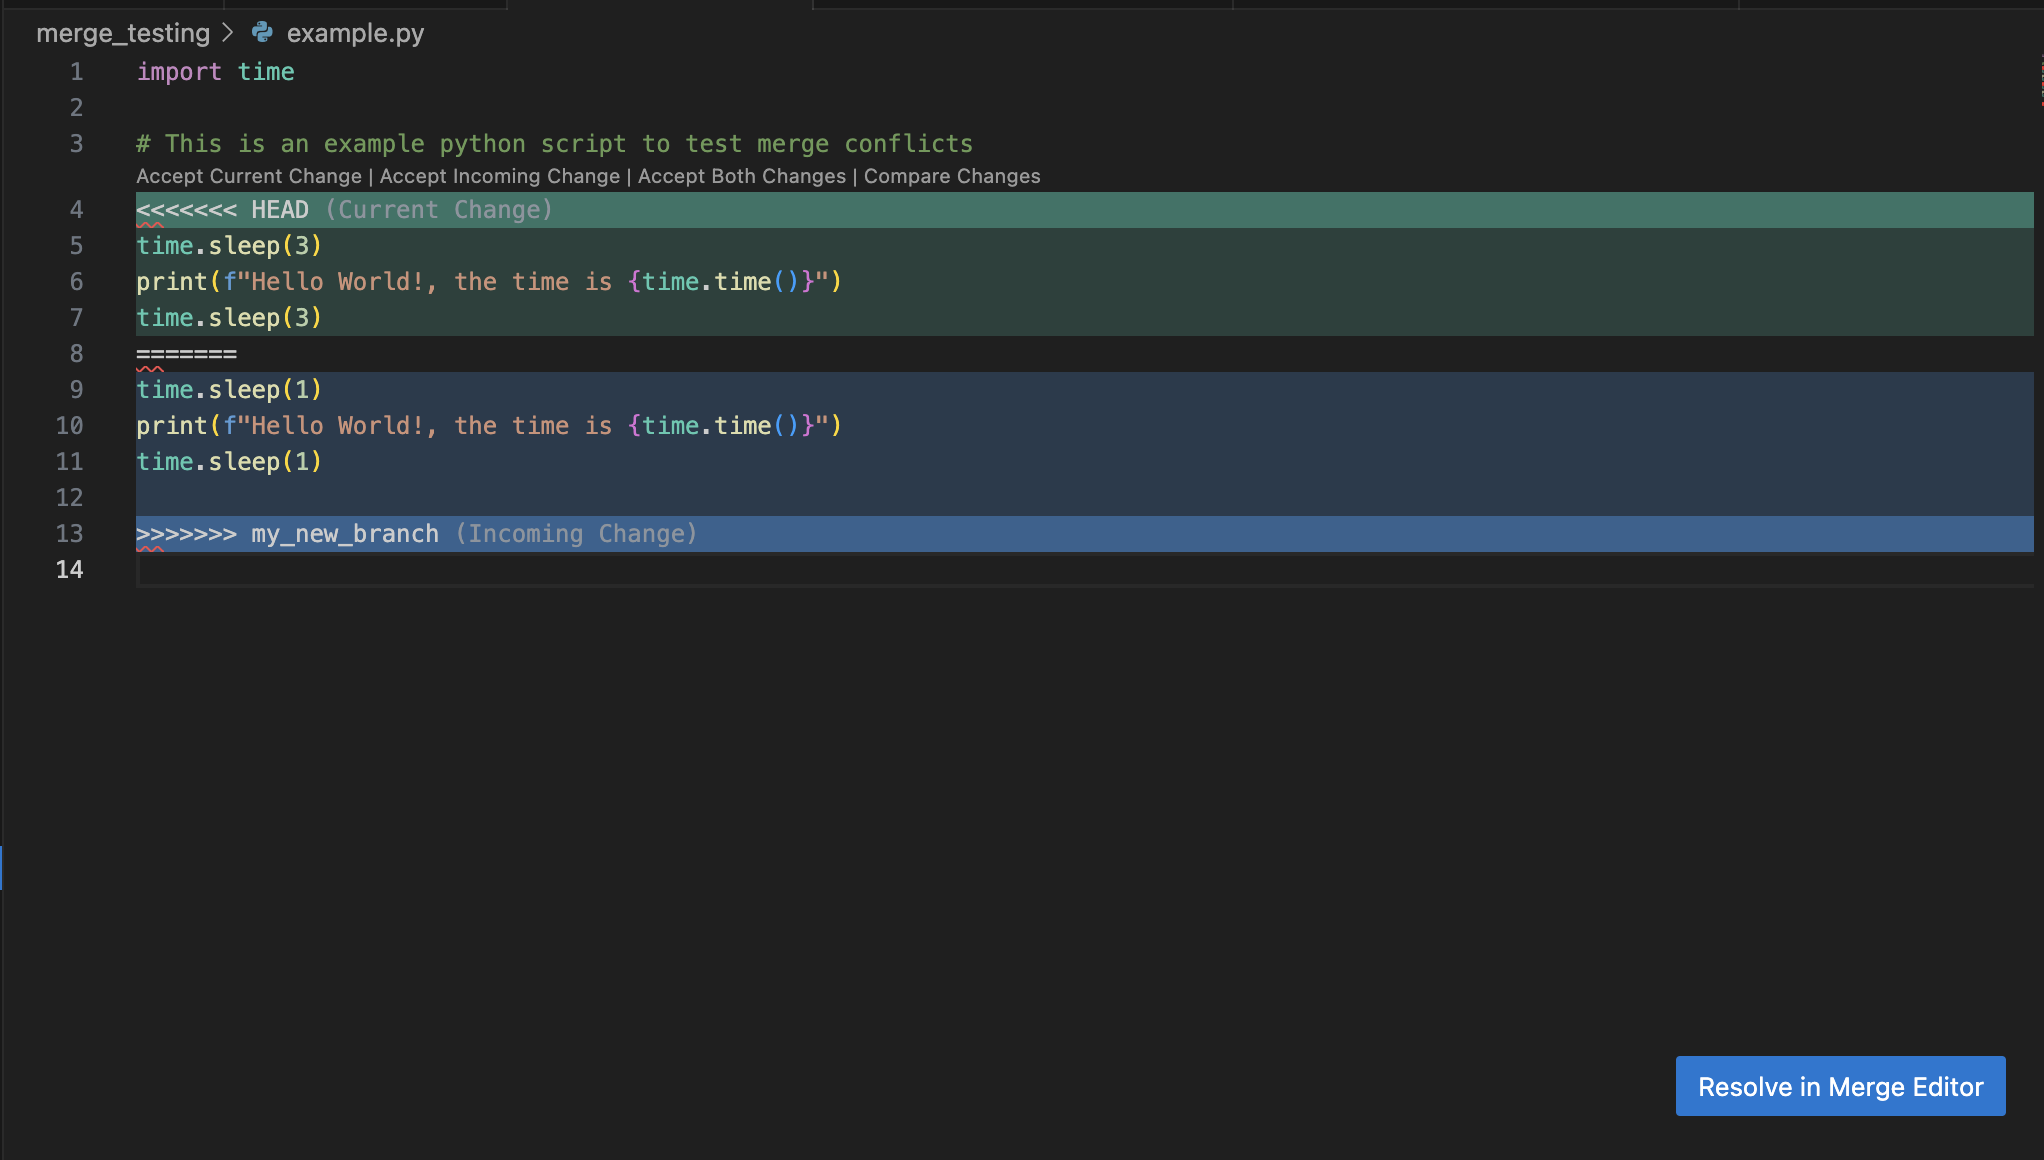 merge_testing > example.py
1 import time
2
3 # This is an example python script to test merge conflicts
Accept Current Change | Accept Incoming Change | Accept Both Changes | Compare Changes
4 <<<<<<< HEAD (Current Change)
5 time.sleep(3)
6 print(f"Hello World!, the time is {time.time()}")
7 time.sleep(3)
8 =======
9 time.sleep(1)
10 print(f"Hello World!, the time is {time.time()}")
11 time.sleep(1)
12
13 >>>>>>> my_new_branch (Incoming Change)
14
Resolve in Merge Editor